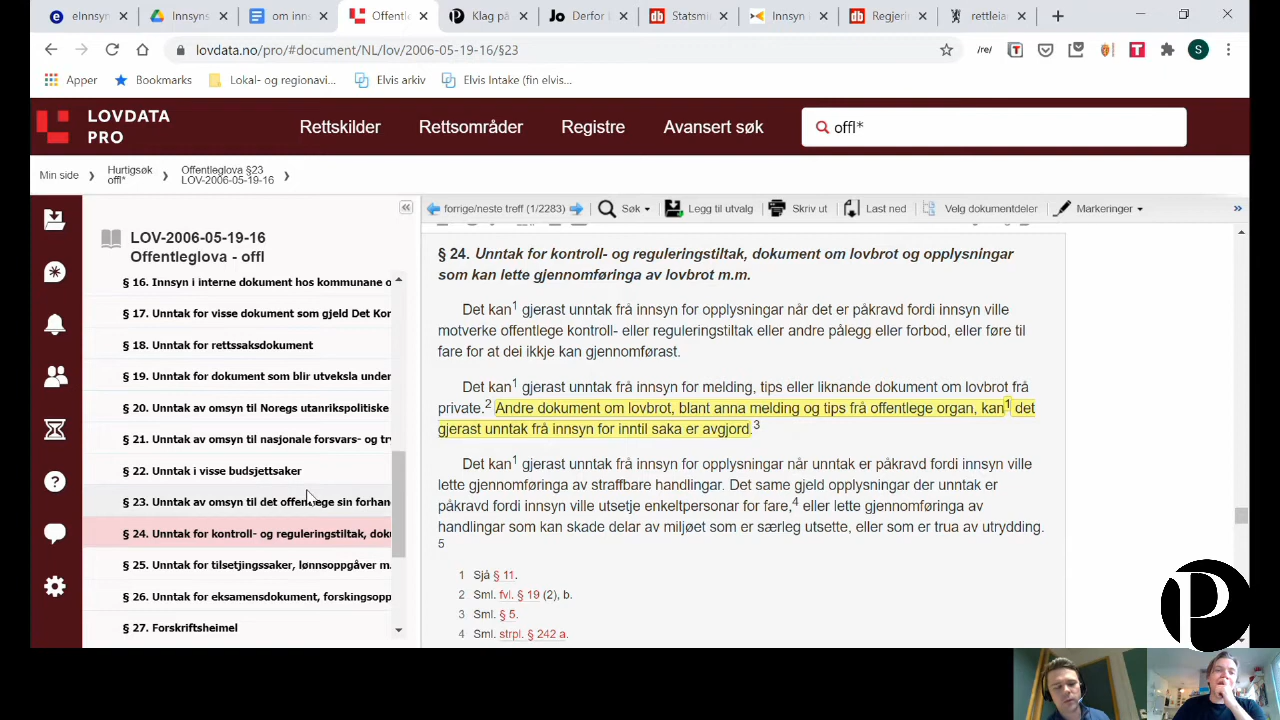 elinsyn
Innsyns
om inns
Offentle
Klag på
Derfor l
Statsmin
Innsyn
Regjeri
rettleia
lovdata.no/pro/#document/NL/lov/2006-05-19-16/§23
/re/
S
Apper
Bookmarks
Lokal- og regionavi...
Elvis arkiv
Elvis Intake (fin elvis...
LOVDATA
PRO
Rettskilder
Rettsområder
Registre
Avansert søk
offl*
Min side
Hurtigsøk
offl*
Offentleglova §23
LOV-2006-05-19-16
forrige/neste treff (1/2283)
Søk
Legg til utvalg
Skriv ut
Last ned
Velg dokumentdeler
Markeringer
LOV-2006-05-19-16
Offentleglova - offl
§ 16. Innsyn i interne dokument hos kommunane o
§ 17. Unntak for visse dokument som gjeld Det Kon
§ 18. Unntak for rettssaksdokument
§ 19. Unntak for dokument som blir utveksla under
§ 20. Unntak av omsyn til Noregs utanrikspolitiske
§ 21. Unntak av omsyn til nasjonale forsvars- og try
§ 22. Unntak i visse budsjettsaker
§ 23. Unntak av omsyn til det offentlege sin forhan
§ 24. Unntak for kontroll- og reguleringstiltak, doku
§ 25. Unntak for tilsetjingssaker, lønnsoppgåver m.
§ 26. Unntak for eksamensdokument, forskingsopp
§ 27. Forskriftsheimel
§ 24. Unntak for kontroll- og reguleringstiltak, dokument om lovbrot og opplysningar
som kan lette gjennomføringa av lovbrot m.m.
Det kan1 gjerast unntak frå innsyn for opplysningar når det er påkravd fordi innsyn ville
motverke offentlege kontroll- eller reguleringstiltak eller andre pålegg eller forbod, eller føre til
fare for at dei ikkje kan gjennomførast.
Det kan1 gjerast unntak frå innsyn for melding, tips eller liknande dokument om lovbrot frå
private.2 Andre dokument om lovbrot, blant anna melding og tips frå offentlege organ, kan1 det
gjerast unntak frå innsyn for inntil saka er avgjord.3
Det kan1 gjerast unntak frå innsyn for opplysningar når unntak er påkravd fordi innsyn ville
lette gjennomføringa av straffbare handlingar. Det same gjeld opplysningar der unntak er
påkravd fordi innsyn ville utsetje enkeltpersonar for fare,4 eller lette gjennomføringa av
handlingar som kan skade delar av miljøet som er særleg utsette, eller som er trua av utrydding.
5
1 Sjå § 11.
2 Sml. fvl. § 19 (2), b.
3 Sml. § 5.
4 Sml. strpl. § 242 a.